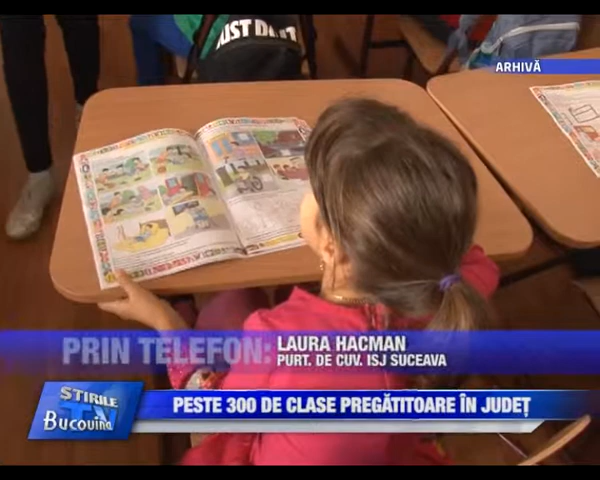 JUST DO IT.
ARHIVĂ
PRIN TELEFON:
LAURA HACMAN
PURT. DE CUV. ISJ SUCEAVA
ȘTIRILE
TV
Bucovina
PESTE 300 DE CLASE PREGĂTITOARE ÎN JUDEȚ